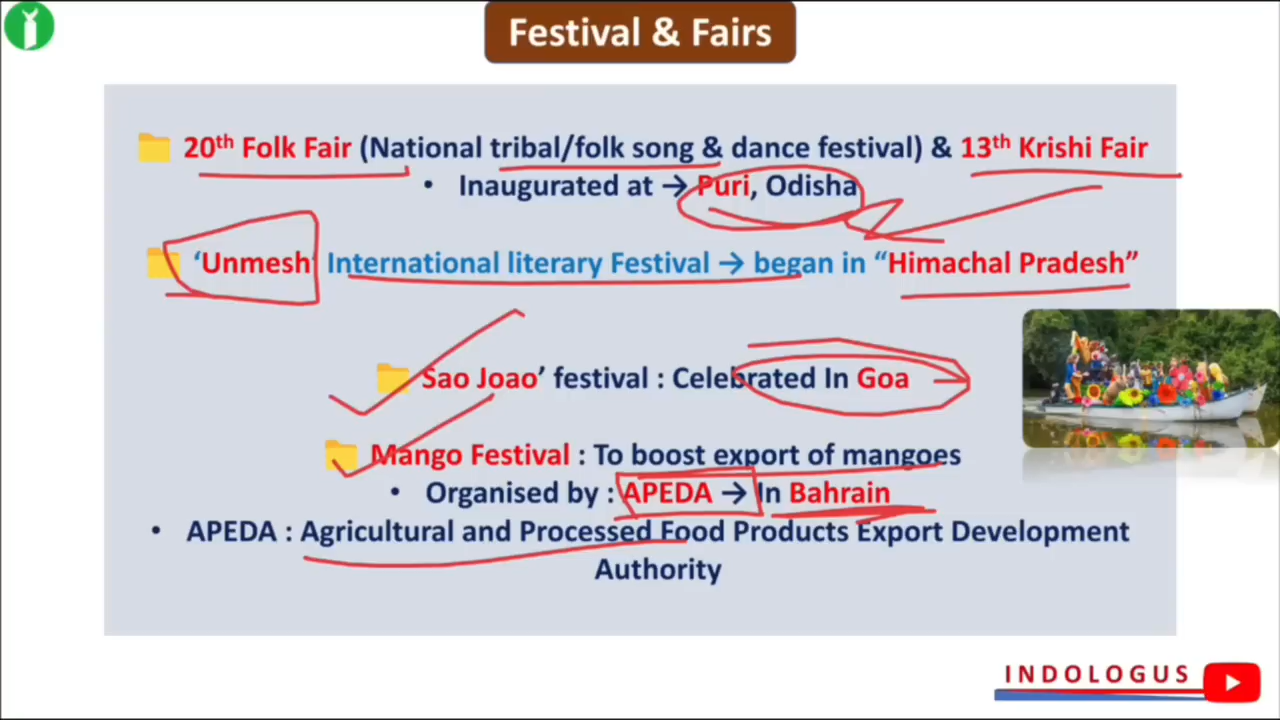 Festival & Fairs
20th Folk Fair (National tribal/folk song & dance festival) & 13th Krishi Fair
• Inaugurated at → Puri, Odisha
‘Unmesh’ International literary Festival → began in “Himachal Pradesh”
Sao Joao’ festival : Celebrated In Goa
Mango Festival : To boost export of mangoes
• Organised by : APEDA → In Bahrain
• APEDA : Agricultural and Processed Food Products Export Development
Authority
INDOLOGUS